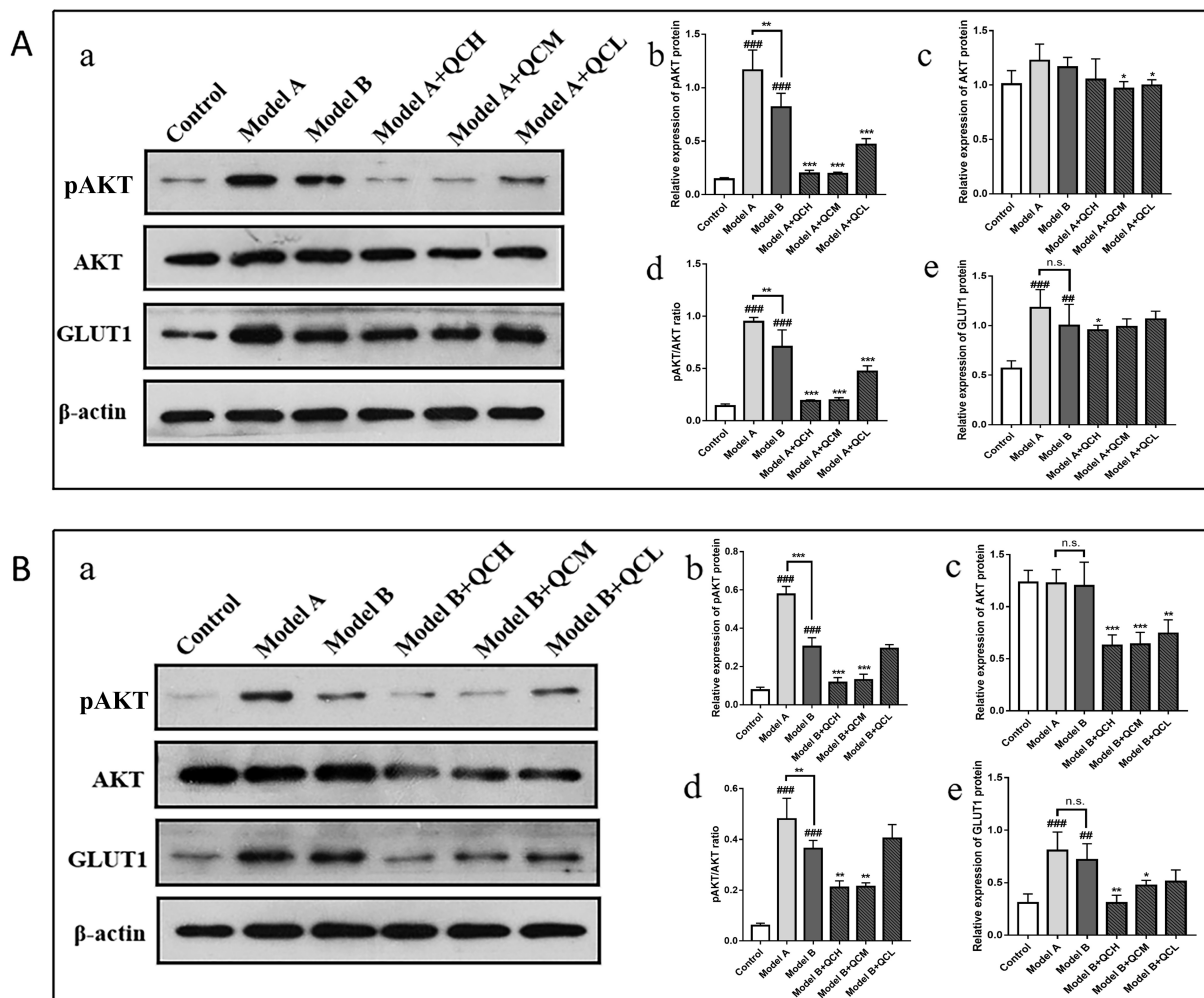 A
a
Control
Model A
Model B
Model A+QCH
Model A+QCM
Model A+QCL
pAKT
AKT
GLUT1
β-actin
b
Relative expression of pAKT protein
1.5
1.0
0.5
0.0
###
**
###
***
***
***
Control
Model A
Model B
Model A+QCH
Model A+QCM
Model A+QCL
c
Relative expression of AKT protein
1.5
1.0
0.5
0.0
*
*
Control
Model A
Model B
Model A+QCH
Model A+QCM
Model A+QCL
d
pAKT/AKT ratio
1.5
1.0
0.5
0.0
###
**
###
***
***
***
Control
Model A
Model B
Model A+QCH
Model A+QCM
Model A+QCL
e
Relative expression of GLUT1 protein
1.5
1.0
0.5
0.0
###
n.s.
##
*
Control
Model A
Model B
Model A+QCH
Model A+QCM
Model A+QCL
B
a
Control
Model A
Model B
Model B+QCH
Model B+QCM
Model B+QCL
pAKT
AKT
GLUT1
β-actin
b
Relative expression of pAKT protein
0.8
0.6
0.4
0.2
0.0
###
***
###
***
***
Control
Model A
Model B
Model B+QCH
Model B+QCM
Model B+QCL
c
Relative expression of AKT protein
1.5
1.0
0.5
0.0
n.s.
***
***
**
Control
Model A
Model B
Model B+QCH
Model B+QCM
Model B+QCL
d
pAKT/AKT ratio
0.6
0.4
0.2
0.0
###
**
###
**
**
Control
Model A
Model B
Model B+QCH
Model B+QCM
Model B+QCL
e
Relative expression of GLUT1 protein
1.5
1.0
0.5
0.0
###
n.s.
##
**
*
Control
Model A
Model B
Model B+QCH
Model B+QCM
Model B+QCL